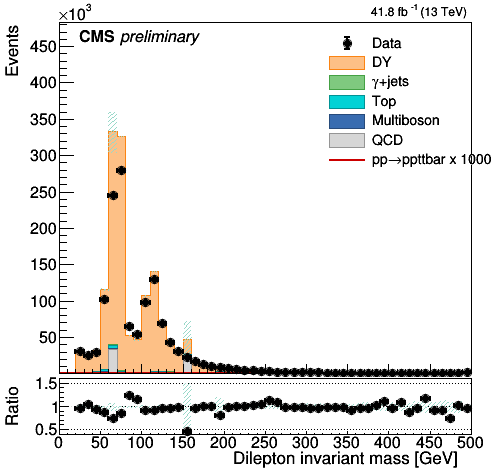 ×10³
41.8 fb⁻¹ (13 TeV)
CMS preliminary
Events
450
400
350
300
250
200
150
100
50
Data
DY
γ+jets
Top
Multiboson
QCD
pp→ppttbar x 1000
Ratio
1.5
1
0.5
0 50 100 150 200 250 300 350 400 450 500
Dilepton invariant mass [GeV]